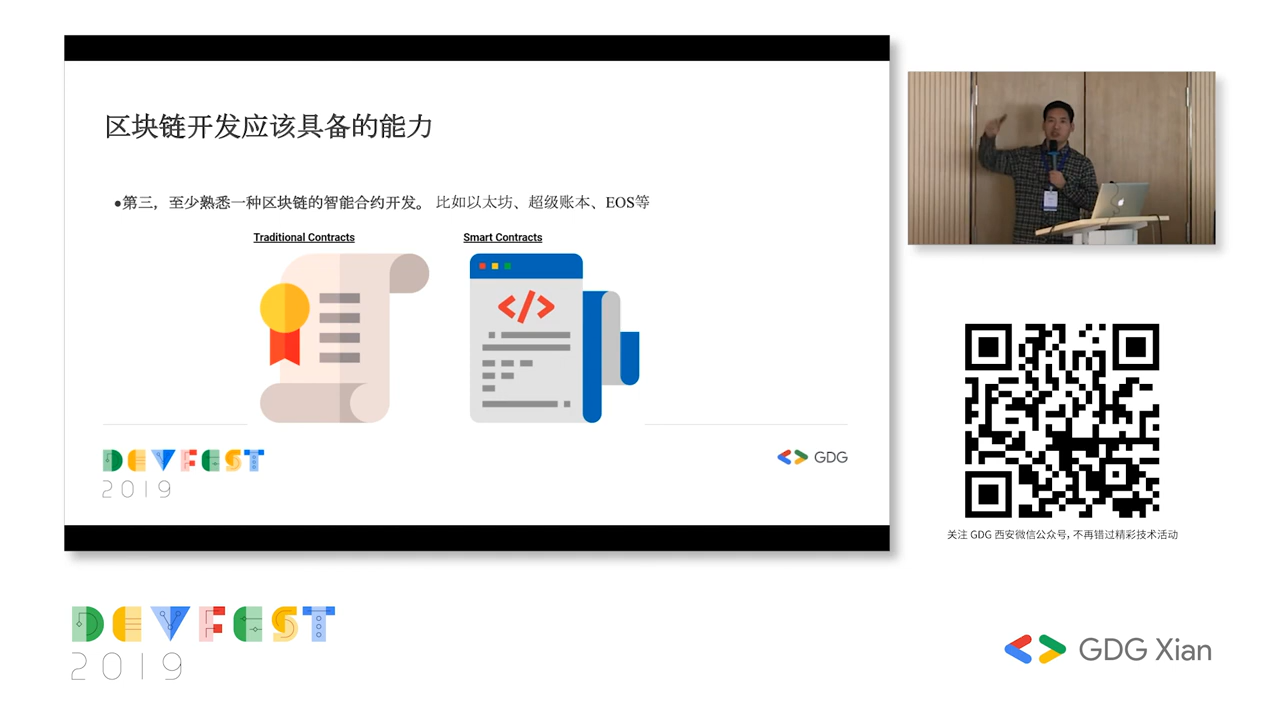 区块链开发应该具备的能力
●第三，至少熟悉一种区块链的智能合约开发。 比如以太坊、超级账本、EOS等
Traditional Contracts
Smart Contracts
</>
DEVFEST
2019
GDG
关注 GDG 西安微信公众号, 不再错过精彩技术活动
DEVFEST
2019
GDG Xian